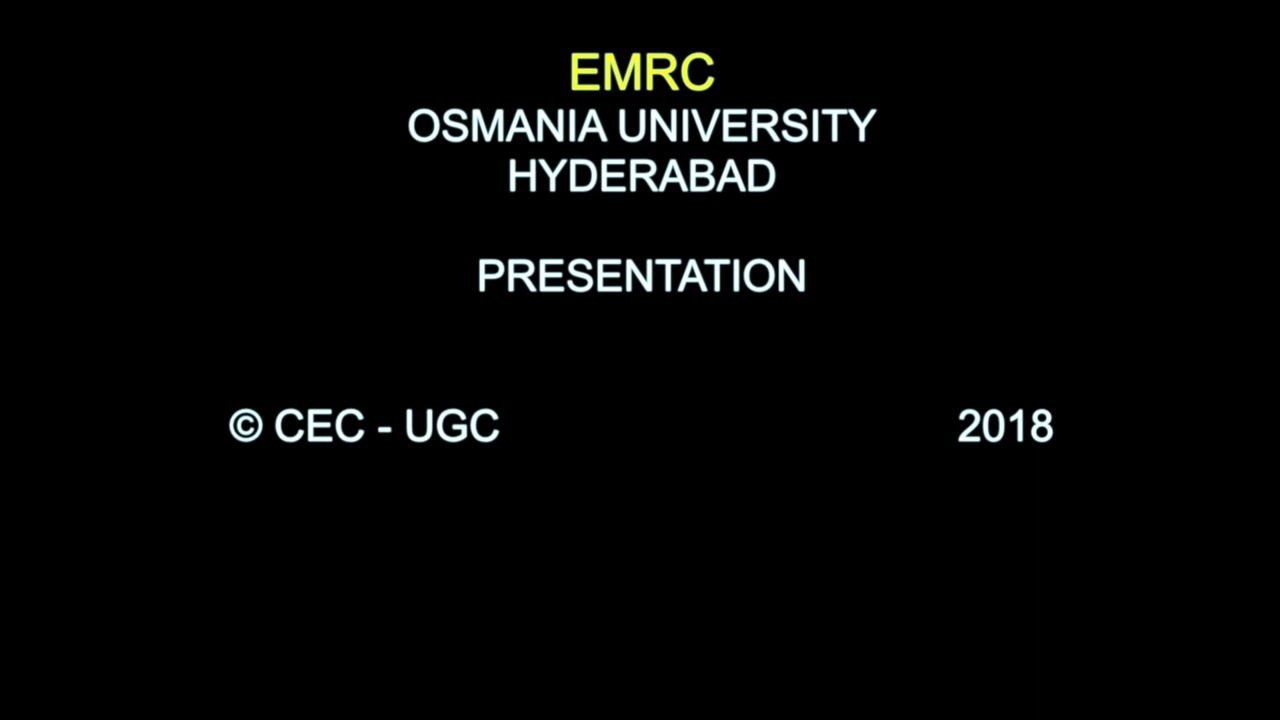 EMRC
OSMANIA UNIVERSITY
HYDERABAD
PRESENTATION
© CEC - UGC 2018